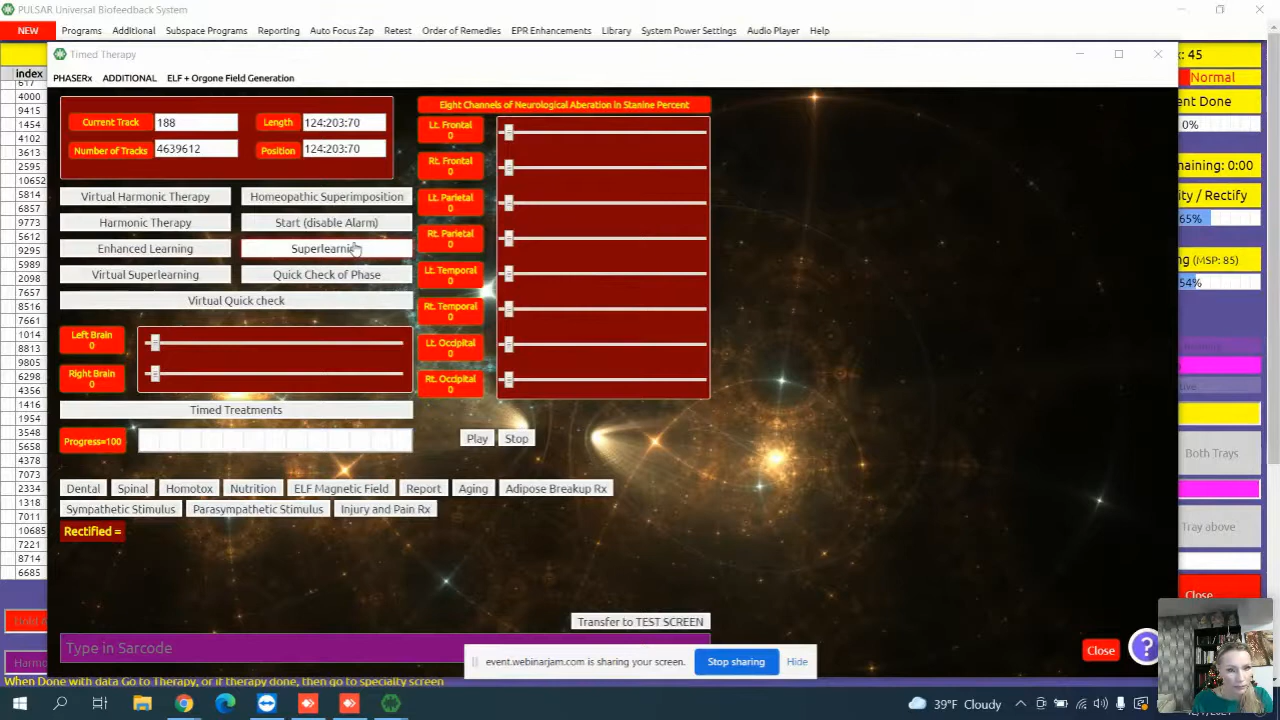 PULSAR Universal Biofeedback System
NEW Programs Additional Subspace Programs Reporting Auto Focus Zap Retest Order of Remedies EPR Enhancements Library System Power Settings Audio Player Help
Timed Therapy
PHASERx ADDITIONAL ELF + Orgone Field Generation
index
617
4000
9415
1454
4102
3613
2595
10652
5814
6857
9773
5612
9295
5989
2098
7657
8516
7661
1014
8813
9805
6298
4356
1416
1954
3548
5658
4378
7073
2334
1318
7011
10685
7221
8714
6685
Current Track 188 Length 124:203:70
Number of Tracks 4639612 Position 124:203:70
Virtual Harmonic Therapy Homeopathic Superimposition
Harmonic Therapy Start (disable Alarm)
Enhanced Learning Superlearning
Virtual Superlearning Quick Check of Phase
Virtual Quick check
Left Brain
0
Right Brain
0
Timed Treatments
Progress=100
Play Stop
Eight Channels of Neurological Aberation in Stanine Percent
Lt. Frontal
0
Rt. Frontal
0
Lt. Parietal
0
Rt. Parietal
0
Lt. Temporal
0
Rt. Temporal
0
Lt. Occipital
0
Rt. Occipital
0
Dental Spinal Homotox Nutrition ELF Magnetic Field Report Aging Adipose Breakup Rx
Sympathetic Stimulus Parasympathetic Stimulus Injury and Pain Rx
Rectified =
Transfer to TEST SCREEN
Type in Sarcode
event.webinarjam.com is sharing your screen. Stop sharing Hide
Close
?
x: 45
Normal
ent Done
0%
naining: 0:00
ity / Rectify
65%
ng (MSP: 85)
54%
Both Trays
Tray above
Close
Hold A
Harmo
When Done with data Go to Therapy, or if therapy done, then go to specialty screen
39°F Cloudy